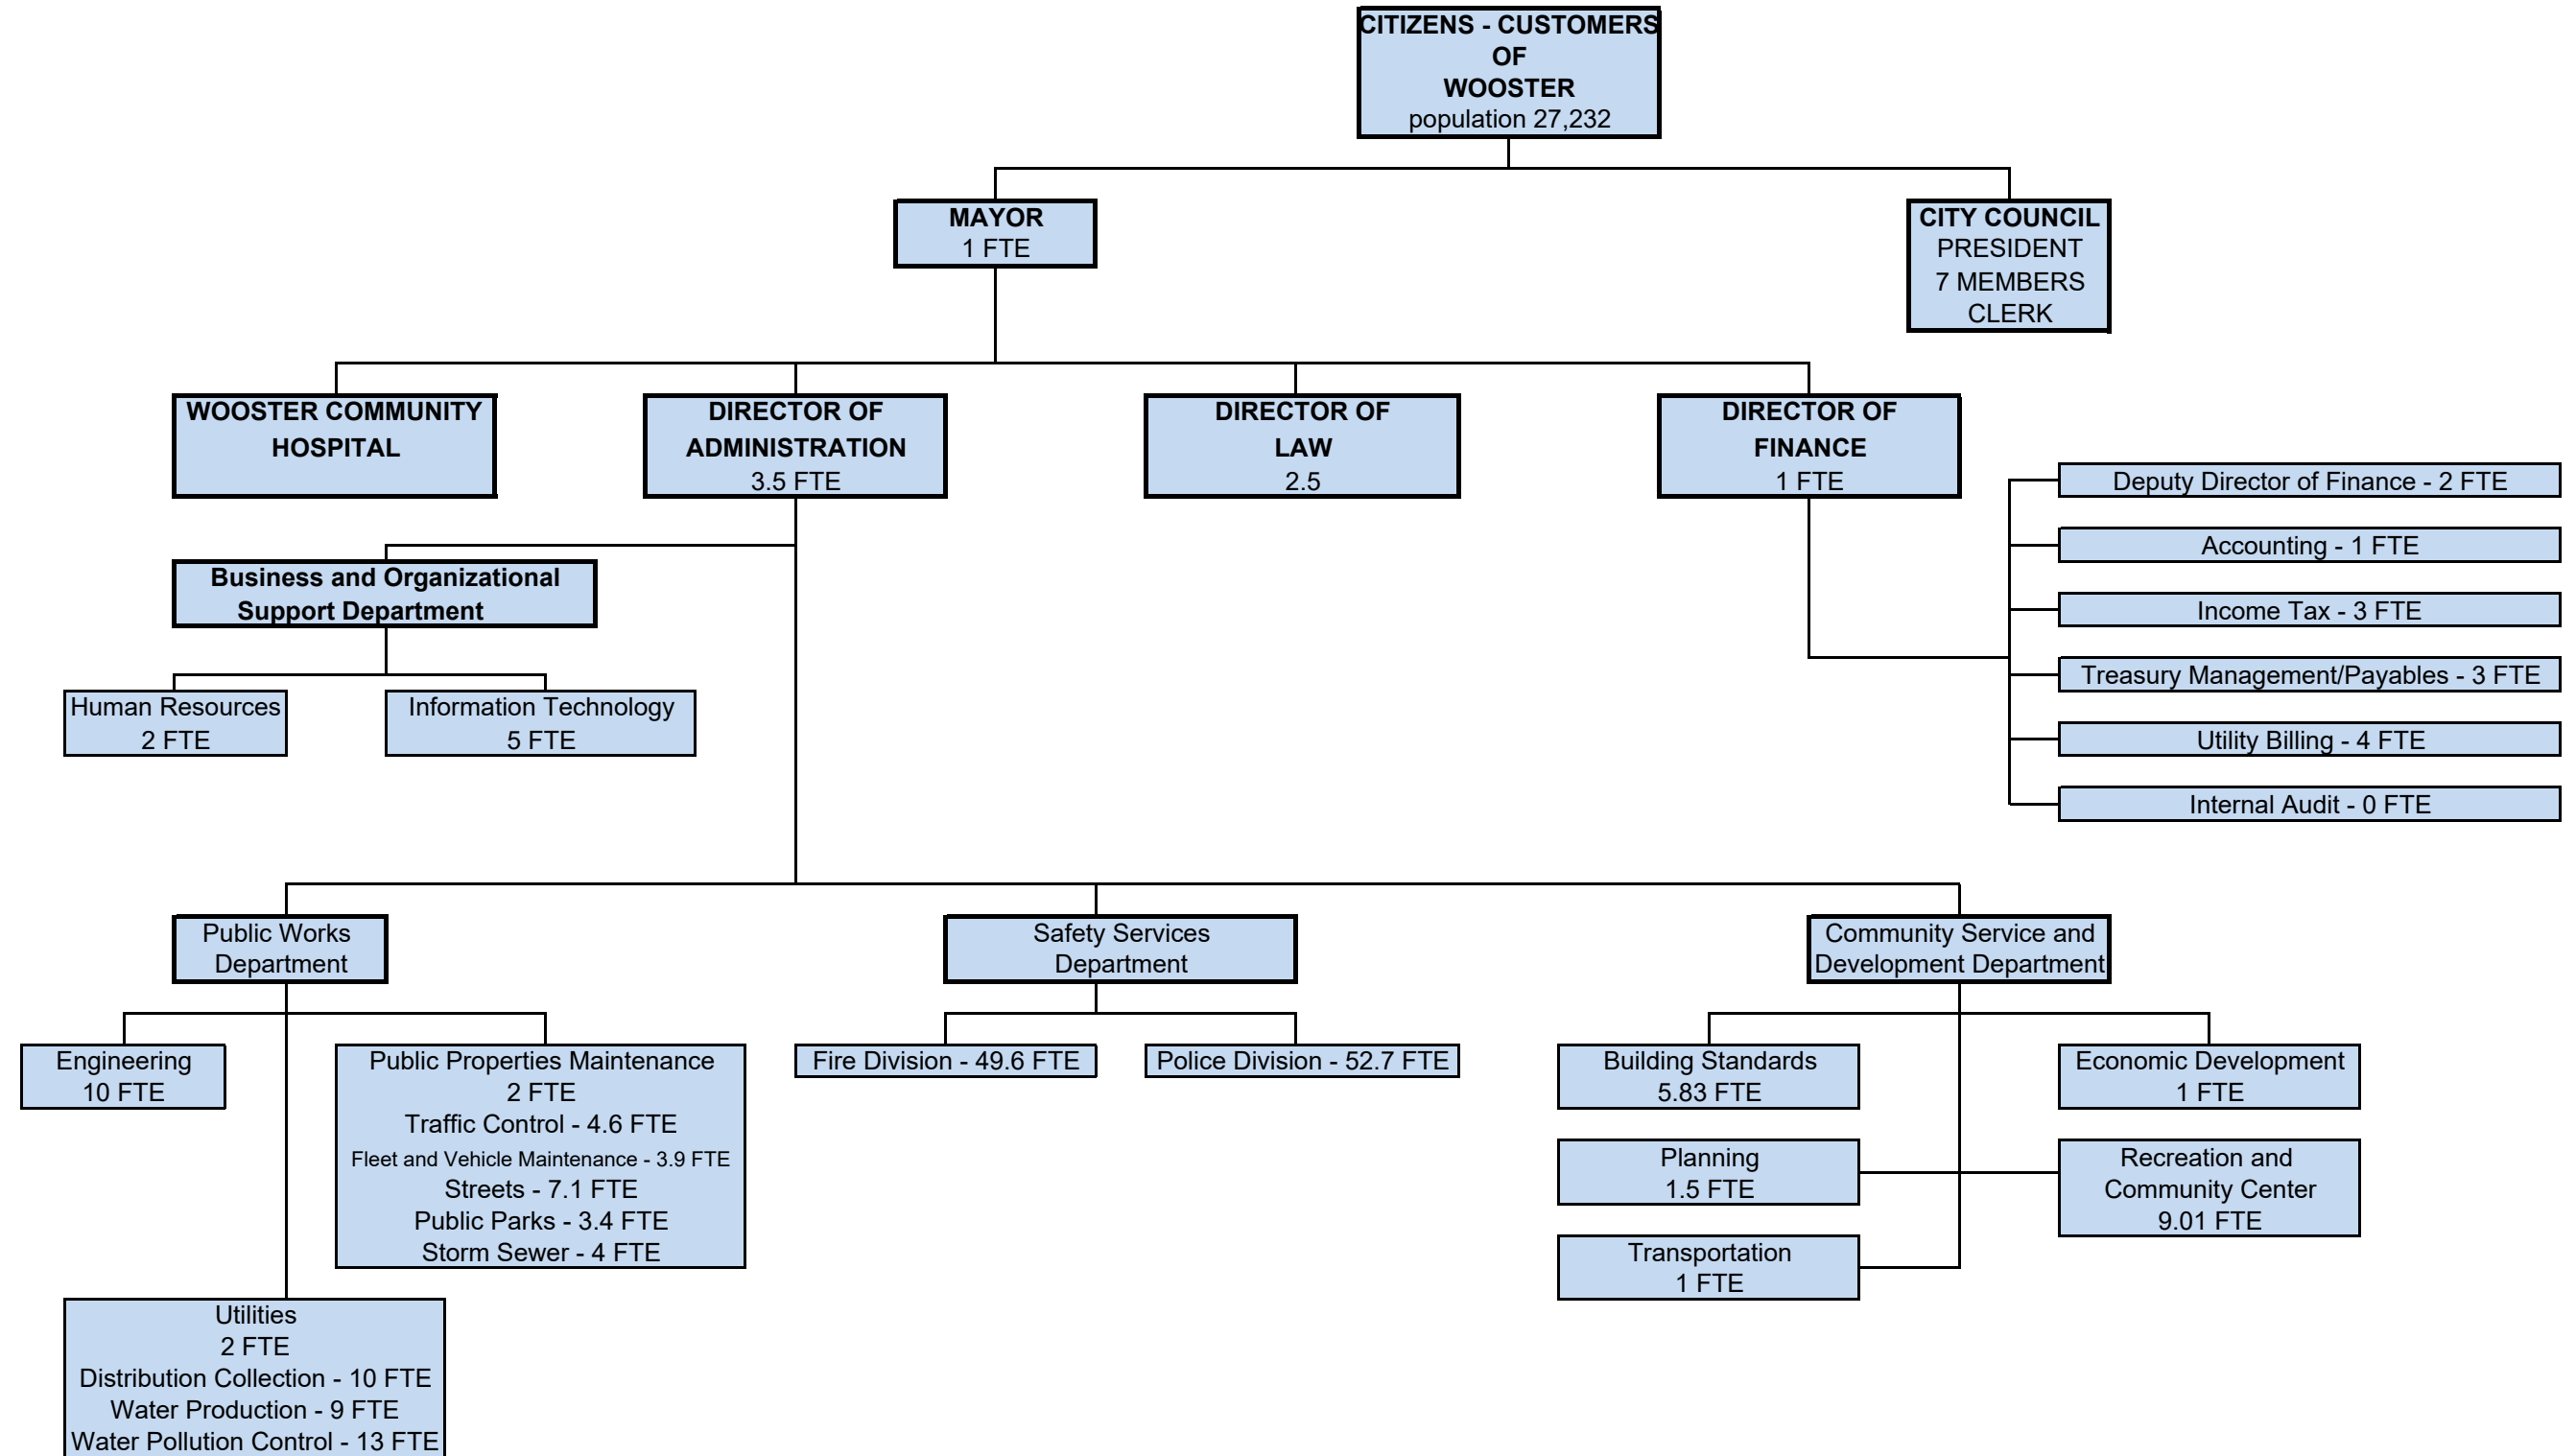 CITIZENS - CUSTOMERS
OF
WOOSTER
population 27,232
MAYOR
1 FTE
CITY COUNCIL
PRESIDENT
7 MEMBERS
CLERK
WOOSTER COMMUNITY
HOSPITAL
DIRECTOR OF
ADMINISTRATION
3.5 FTE
DIRECTOR OF
LAW
2.5
DIRECTOR OF
FINANCE
1 FTE
Deputy Director of Finance - 2 FTE
Accounting - 1 FTE
Income Tax - 3 FTE
Treasury Management/Payables - 3 FTE
Utility Billing - 4 FTE
Internal Audit - 0 FTE
Business and Organizational
Support Department
Human Resources
2 FTE
Information Technology
5 FTE
Public Works
Department
Safety Services
Department
Community Service and
Development Department
Engineering
10 FTE
Public Properties Maintenance
2 FTE
Traffic Control - 4.6 FTE
Fleet and Vehicle Maintenance - 3.9 FTE
Streets - 7.1 FTE
Public Parks - 3.4 FTE
Storm Sewer - 4 FTE
Utilities
2 FTE
Distribution Collection - 10 FTE
Water Production - 9 FTE
Water Pollution Control - 13 FTE
Fire Division - 49.6 FTE
Police Division - 52.7 FTE
Building Standards
5.83 FTE
Economic Development
1 FTE
Planning
1.5 FTE
Recreation and
Community Center
9.01 FTE
Transportation
1 FTE